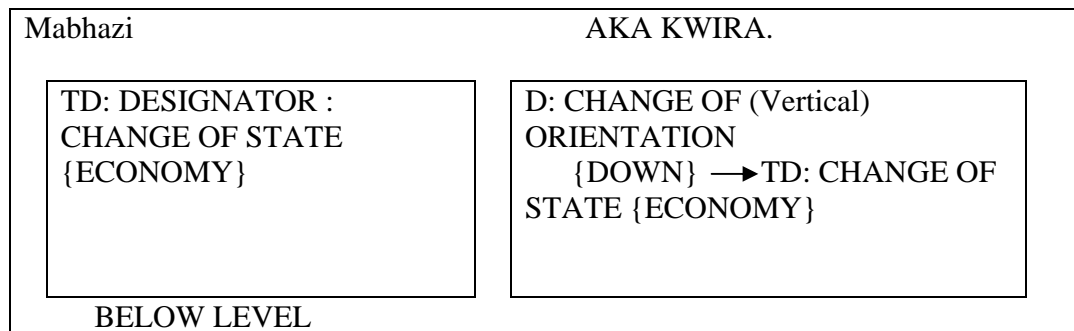 Mabhazi AKA KWIRA.
TD: DESIGNATOR :
CHANGE OF STATE
{ECONOMY}
D: CHANGE OF (Vertical)
ORIENTATION
{DOWN} → TD: CHANGE OF
STATE {ECONOMY}
BELOW LEVEL